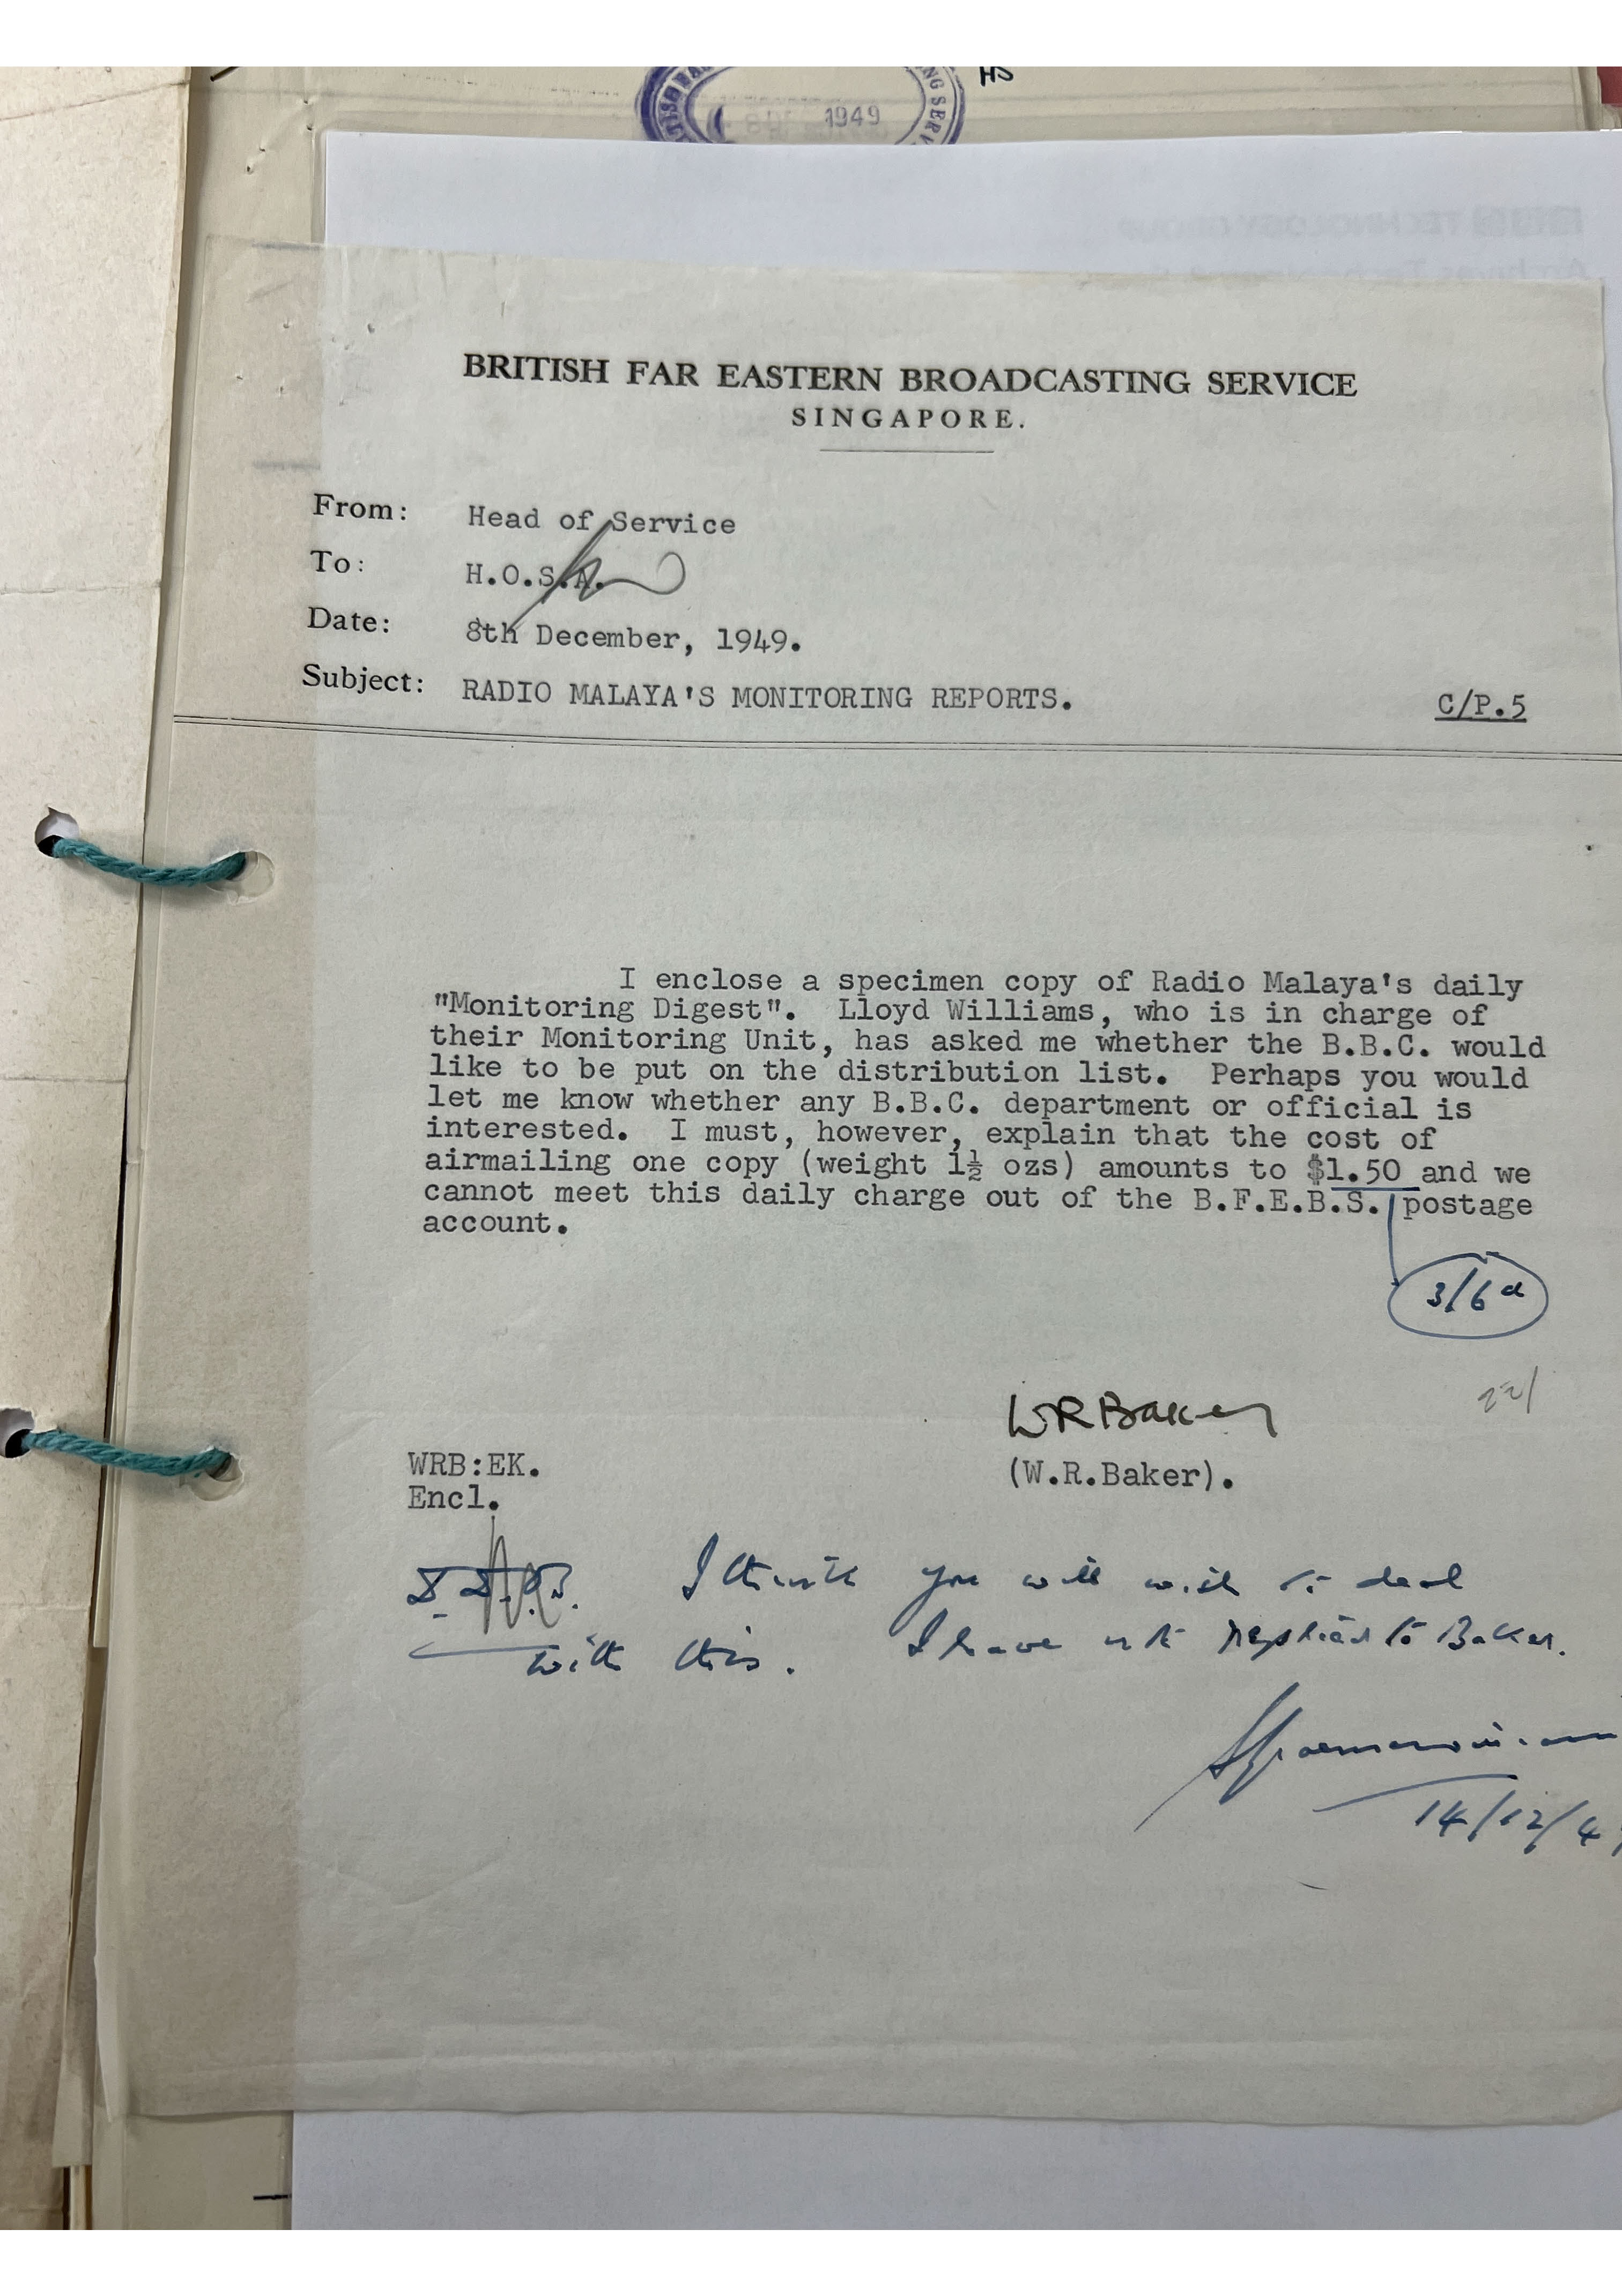 1949
BRITISH FAR EASTERN BROADCASTING SERVICE
SINGAPORE.
From: Head of Service
To: H.O.S.A.
Date: 8th December, 1949.
Subject: RADIO MALAYA'S MONITORING REPORTS. C/P.5
I enclose a specimen copy of Radio Malaya's daily
"Monitoring Digest". Lloyd Williams, who is in charge of
their Monitoring Unit, has asked me whether the B.B.C. would
like to be put on the distribution list. Perhaps you would
let me know whether any B.B.C. department or official is
interested. I must, however, explain that the cost of
airmailing one copy (weight 1½ ozs) amounts to $1.50 and we
cannot meet this daily charge out of the B.F.E.B.S. postage
account.
3/6d
WRBaker
WRB:EK. (W.R.Baker).
Encl.
I think you will wish to deal
with this. I have not replied to Baker.
14/12/4